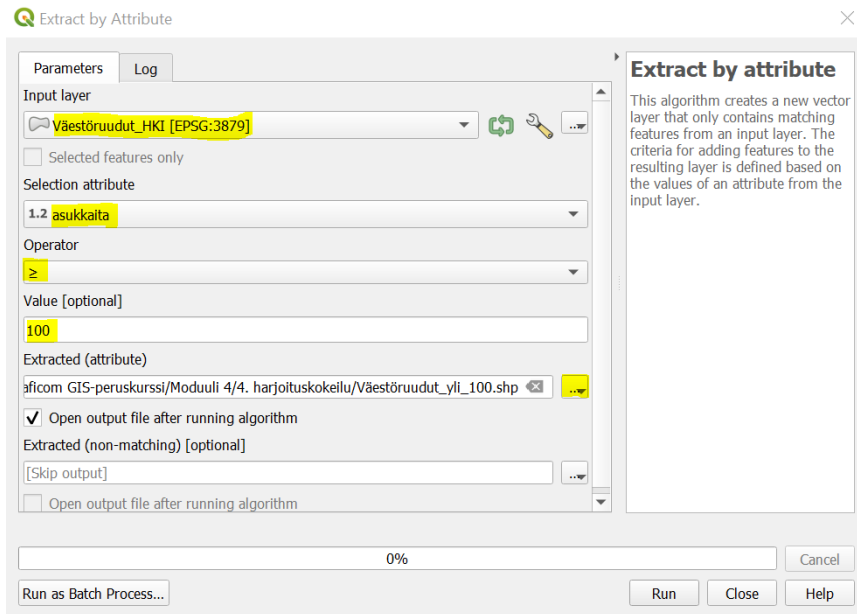 Extract by Attribute
Parameters
Log
Input layer
Väestöruudut_HKI [EPSG:3879]
...
Selected features only
Selection attribute
1.2 asukkaita
Operator
≥
Value [optional]
100
Extracted (attribute)
aficom GIS-peruskurssi/Moduuli 4/4. harjoituskokeilu/Väestöruudut_yli_100.shp
...
Open output file after running algorithm
Extracted (non-matching) [optional]
[Skip output]
...
Open output file after running algorithm
Extract by attribute
This algorithm creates a new vector
layer that only contains matching
features from an input layer. The
criteria for adding features to the
resulting layer is defined based on
the values of an attribute from the
input layer.
0%
Cancel
Run as Batch Process...
Run
Close
Help